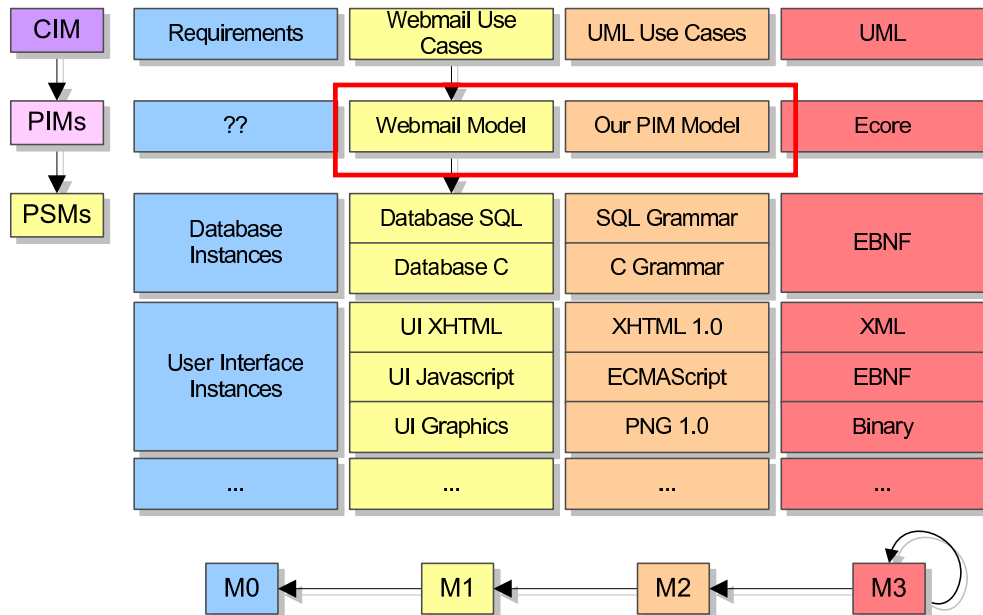 CIM
Requirements
Webmail Use
Cases
UML Use Cases
UML
PIMs
??
Webmail Model
Our PIM Model
Ecore
PSMs
Database
Instances
Database SQL
SQL Grammar
EBNF
Database C
C Grammar
User Interface
Instances
UI XHTML
XHTML 1.0
XML
UI Javascript
ECMAScript
EBNF
UI Graphics
PNG 1.0
Binary
...
...
...
...
M0
M1
M2
M3